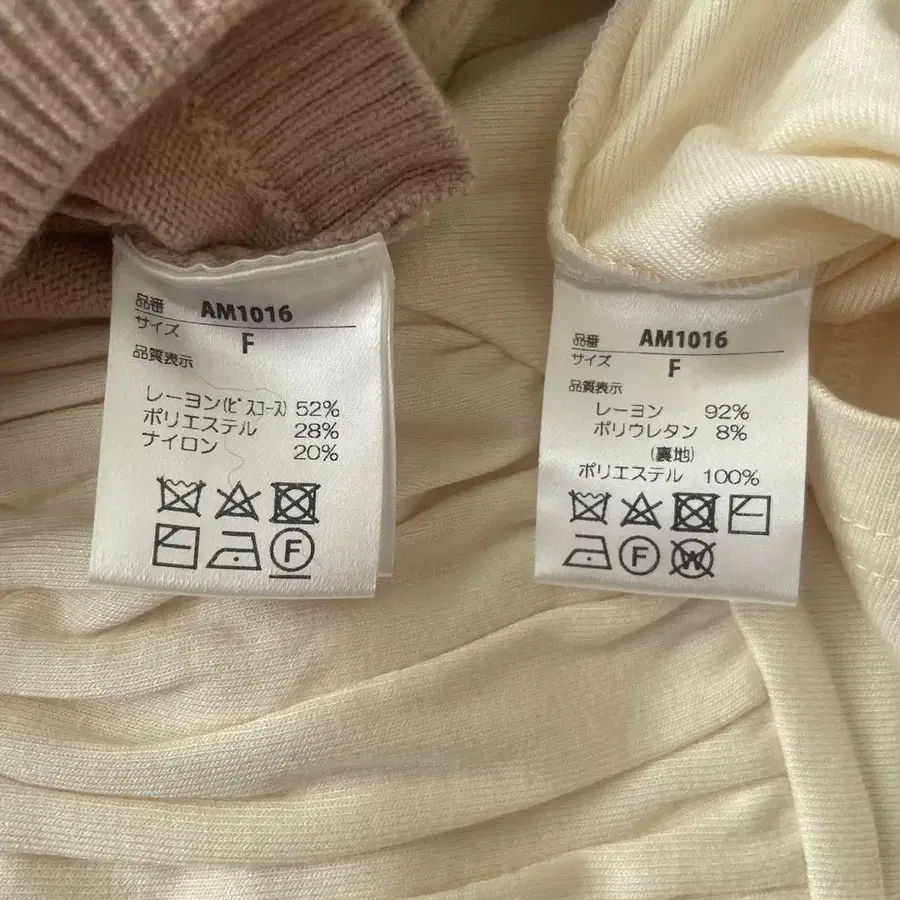 品番 AM1016
サイズ F
品質表示
レーヨン(ビスコース) 52%
ポリエステル 28%
ナイロン 20%
F
品番 AM1016
サイズ F
品質表示
レーヨン 92%
ポリウレタン 8%
(裏地)
ポリエステル 100%
F W